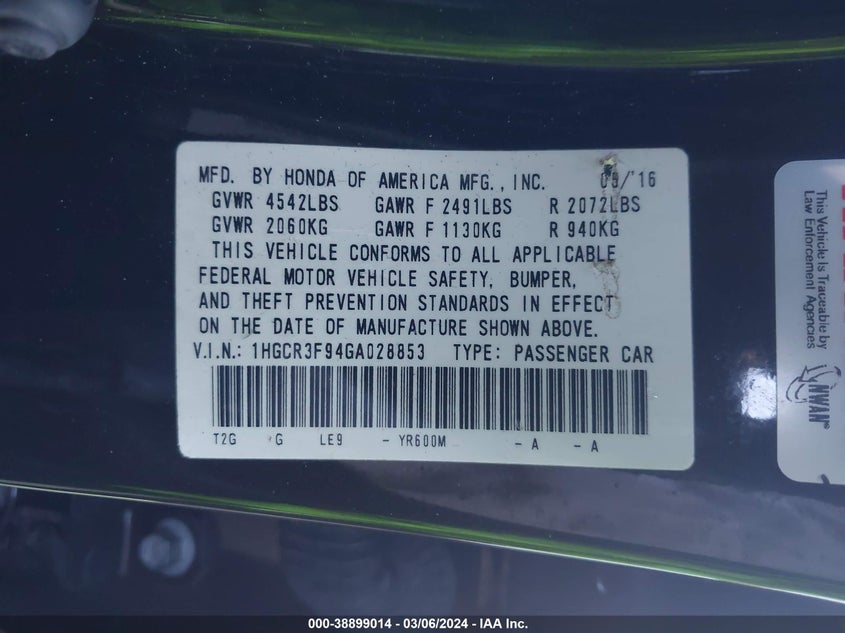 MFD. BY HONDA OF AMERICA MFG., INC. 09/'16
GVWR 4542LBS GAWR F 2491LBS R 2072LBS
GVWR 2060KG GAWR F 1130KG R 940KG
THIS VEHICLE CONFORMS TO ALL APPLICABLE
FEDERAL MOTOR VEHICLE SAFETY, BUMPER,
AND THEFT PREVENTION STANDARDS IN EFFECT
ON THE DATE OF MANUFACTURE SHOWN ABOVE.
V.I.N.: 1HGCR3F94GA028853 TYPE: PASSENGER CAR
T2G G LE9 - YR600M - A - A
This Vehicle Is Traceable by
Law Enforcement Agencies
NWAN®
000-38899014 - 03/06/2024 - IAA Inc.